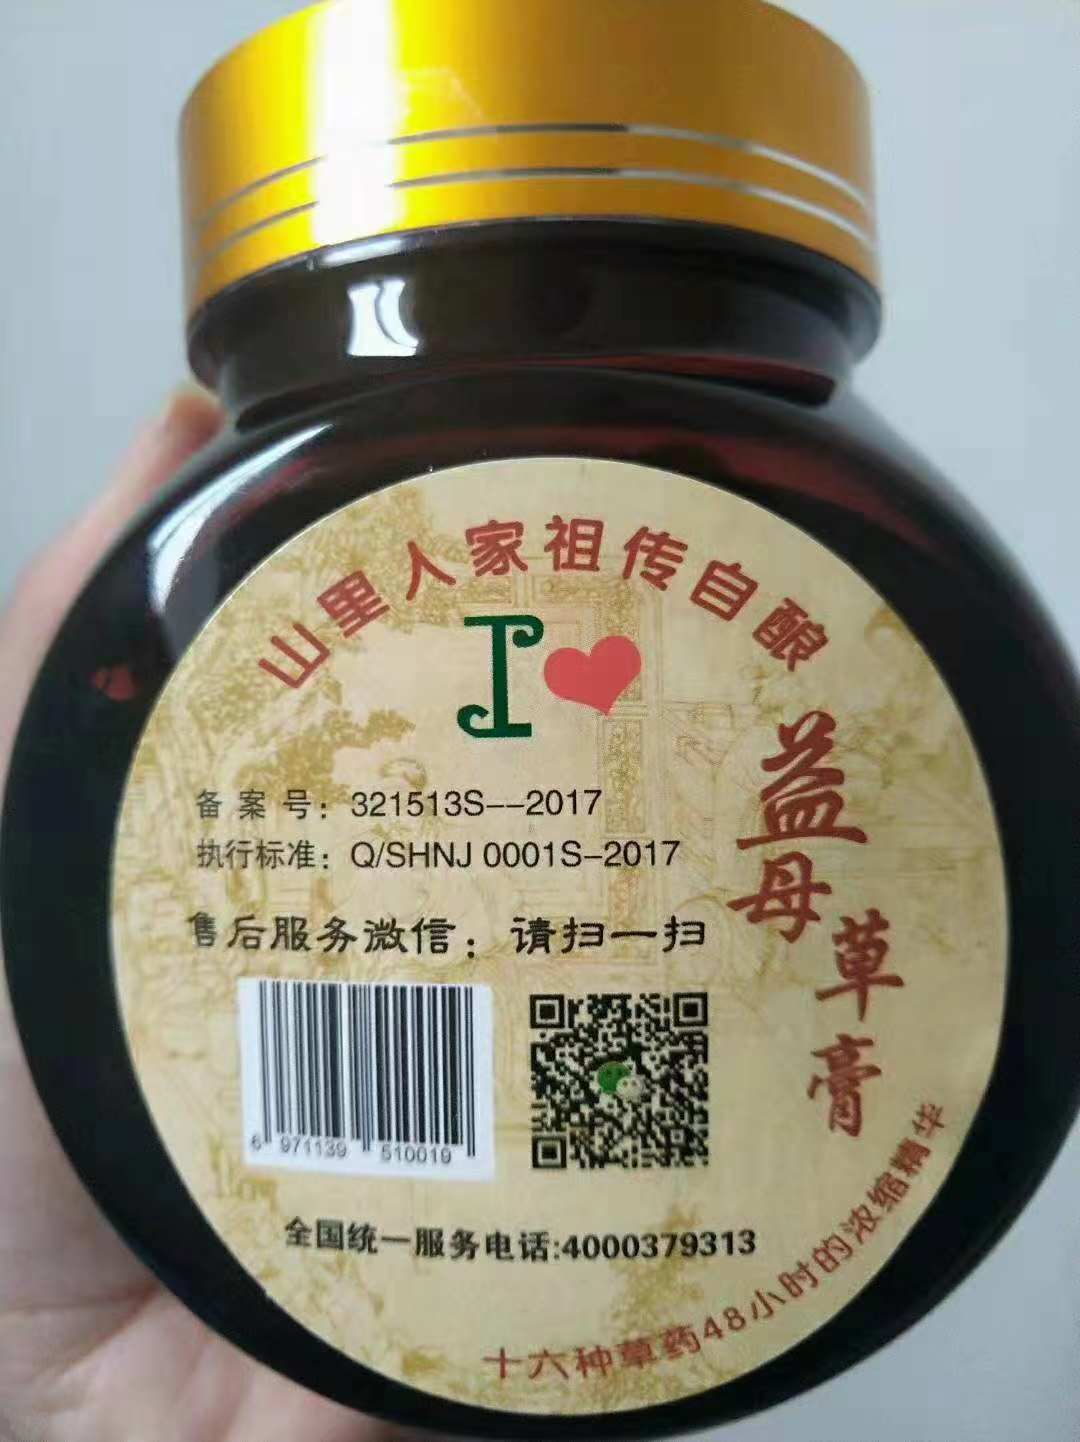 山里人家祖传自酿
I
益母草膏
备案号：321513S--2017
执行标准：Q/SHNJ 0001S-2017
售后服务微信：请扫一扫
6 971139 510019
全国统一服务电话:4000379313
十六种草药48小时的浓缩精华